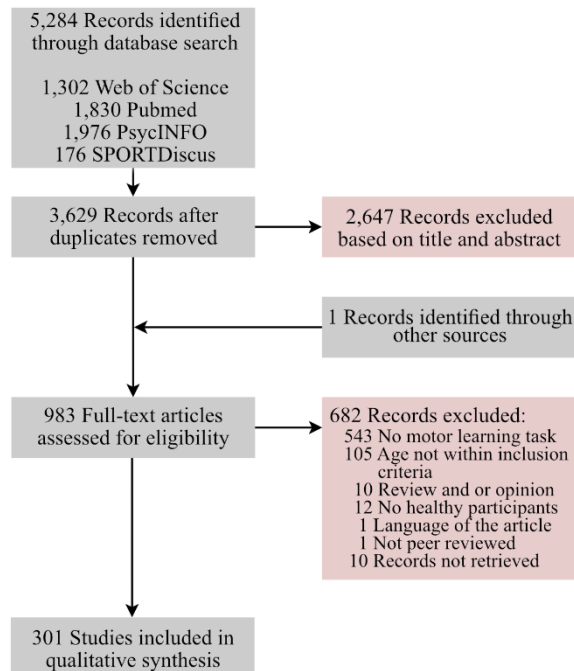 5,284 Records identified
through database search
1,302 Web of Science
1,830 Pubmed
1,976 PsycINFO
176 SPORTDiscus
3,629 Records after
duplicates removed
2,647 Records excluded
based on title and abstract
1 Records identified through
other sources
983 Full-text articles
assessed for eligibility
682 Records excluded:
543 No motor learning task
105 Age not within inclusion
criteria
10 Review and or opinion
12 No healthy participants
1 Language of the article
1 Not peer reviewed
10 Records not retrieved
301 Studies included in
qualitative synthesis